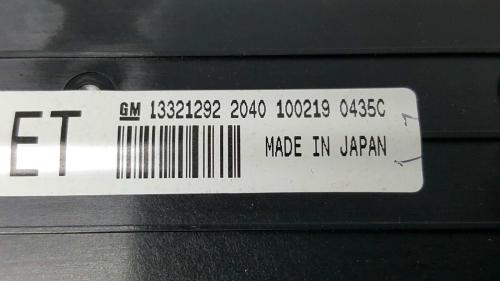 GM 13321292 2040 100219 0435C
ET
MADE IN JAPAN